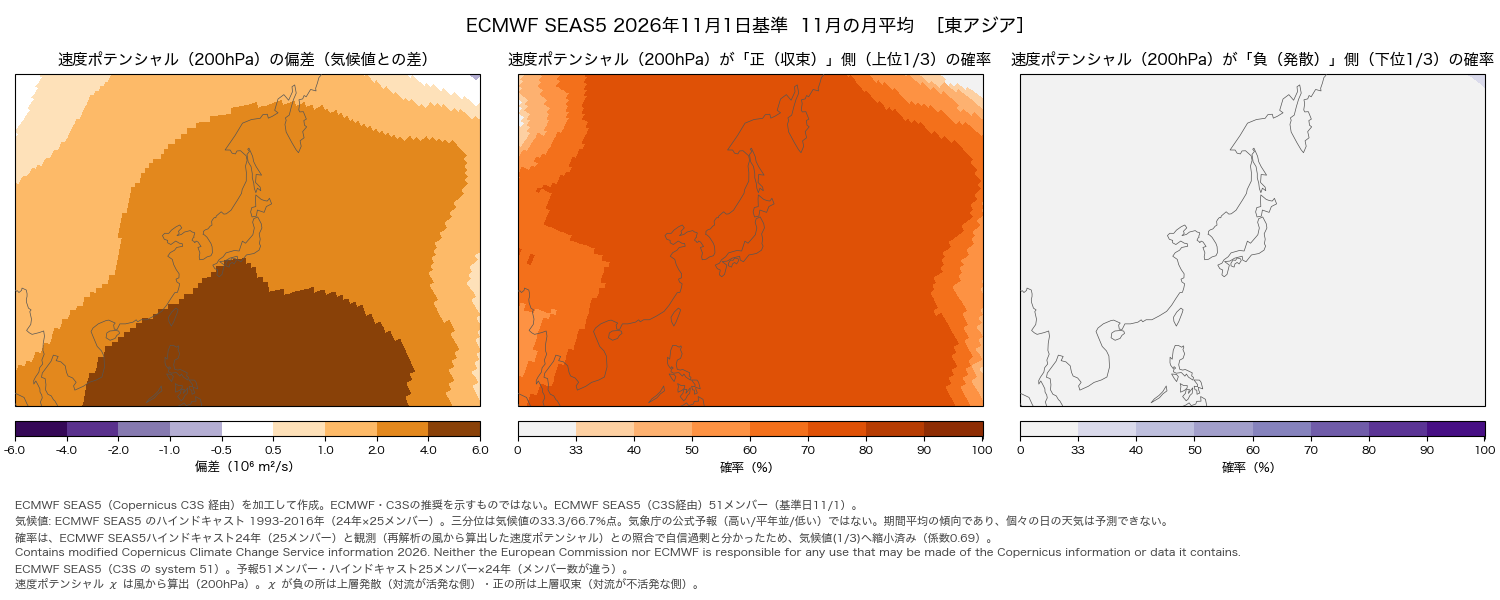 ECMWF SEAS5 2026年11月1日基準  11月の月平均　［東アジア］
速度ポテンシャル（200hPa）の偏差（気候値との差）
速度ポテンシャル（200hPa）が「正（収束）」側（上位1/3）の確率
速度ポテンシャル（200hPa）が「負（発散）」側（下位1/3）の確率
-6.0 -4.0 -2.0 -1.0 -0.5 0.5 1.0 2.0 4.0 6.0
偏差（10⁶ m²/s）
0 33 40 50 60 70 80 90 100
確率（%）
0 33 40 50 60 70 80 90 100
確率（%）
ECMWF SEAS5（Copernicus C3S 経由）を加工して作成。ECMWF・C3Sの推奨を示すものではない。ECMWF SEAS5（C3S経由）51メンバー（基準日11/1）。
気候値: ECMWF SEAS5 のハインドキャスト 1993-2016年（24年×25メンバー）。三分位は気候値の33.3/66.7%点。気象庁の公式予報（高い/平年並/低い）ではない。期間平均の傾向であり、個々の日の天気は予測できない。
確率は、ECMWF SEAS5ハインドキャスト24年（25メンバー）と観測（再解析の風から算出した速度ポテンシャル）との照合で自信過剰と分かったため、気候値(1/3)へ縮小済み（係数0.69）。
Contains modified Copernicus Climate Change Service information 2026. Neither the European Commission nor ECMWF is responsible for any use that may be made of the Copernicus information or data it contains.
ECMWF SEAS5（C3S の system 51）。予報51メンバー・ハインドキャスト25メンバー×24年（メンバー数が違う）。
速度ポテンシャル χ は風から算出（200hPa）。χ が負の所は上層発散（対流が活発な側）・正の所は上層収束（対流が不活発な側）。